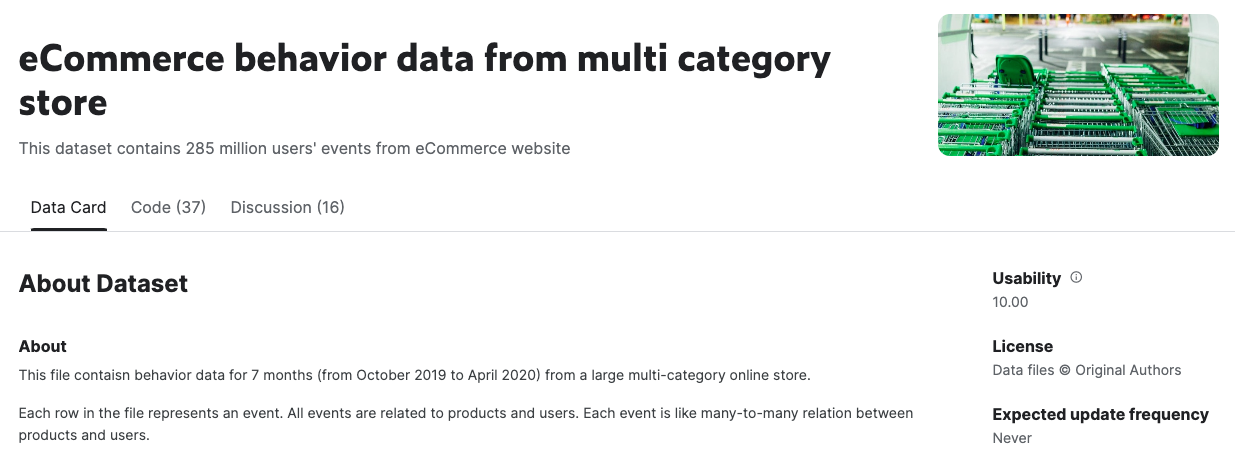 eCommerce behavior data from multi category
store
This dataset contains 285 million users' events from eCommerce website
Data Card
Code (37)
Discussion (16)
About Dataset
About
This file contaisn behavior data for 7 months (from October 2019 to April 2020) from a large multi-category online store.
Each row in the file represents an event. All events are related to products and users. Each event is like many-to-many relation between
products and users.
Usability
10.00
License
Data files © Original Authors
Expected update frequency
Never